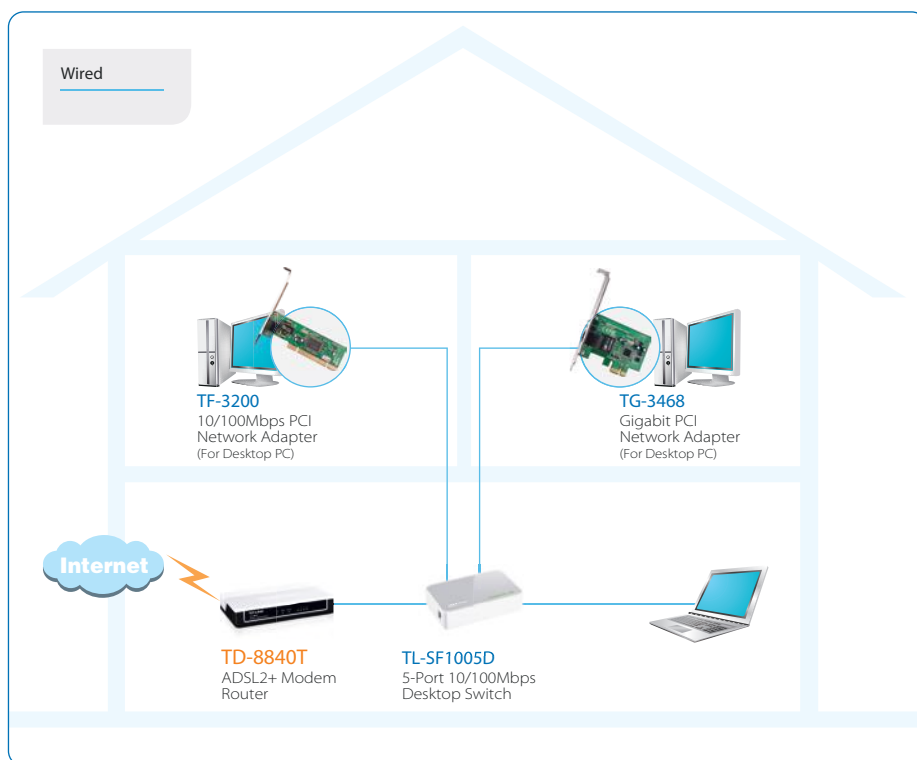 Wired
TF-3200
10/100Mbps PCI
Network Adapter
(For Desktop PC)
TG-3468
Gigabit PCI
Network Adapter
(For Desktop PC)
Internet
TD-8840T
ADSL2+ Modem
Router
TL-SF1005D
5-Port 10/100Mbps
Desktop Switch